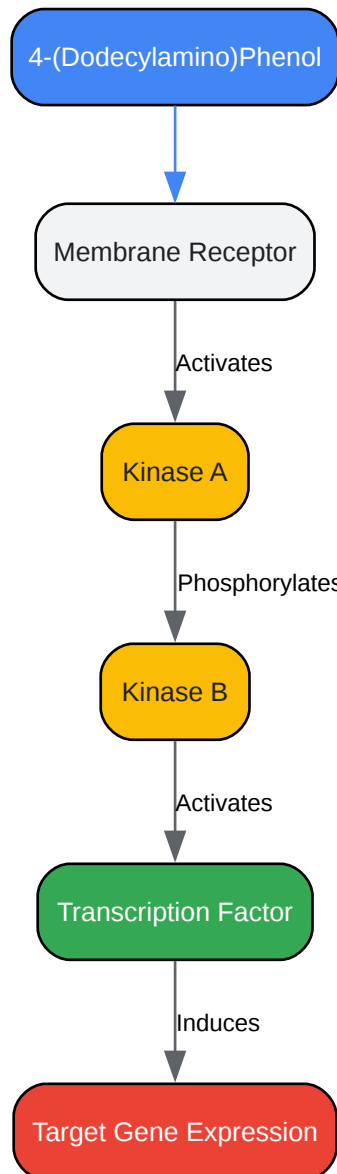 4-(Dodecylamino)Phenol
Membrane Receptor
Activates
Kinase A
Phosphorylates
Kinase B
Activates
Transcription Factor
Induces
Target Gene Expression